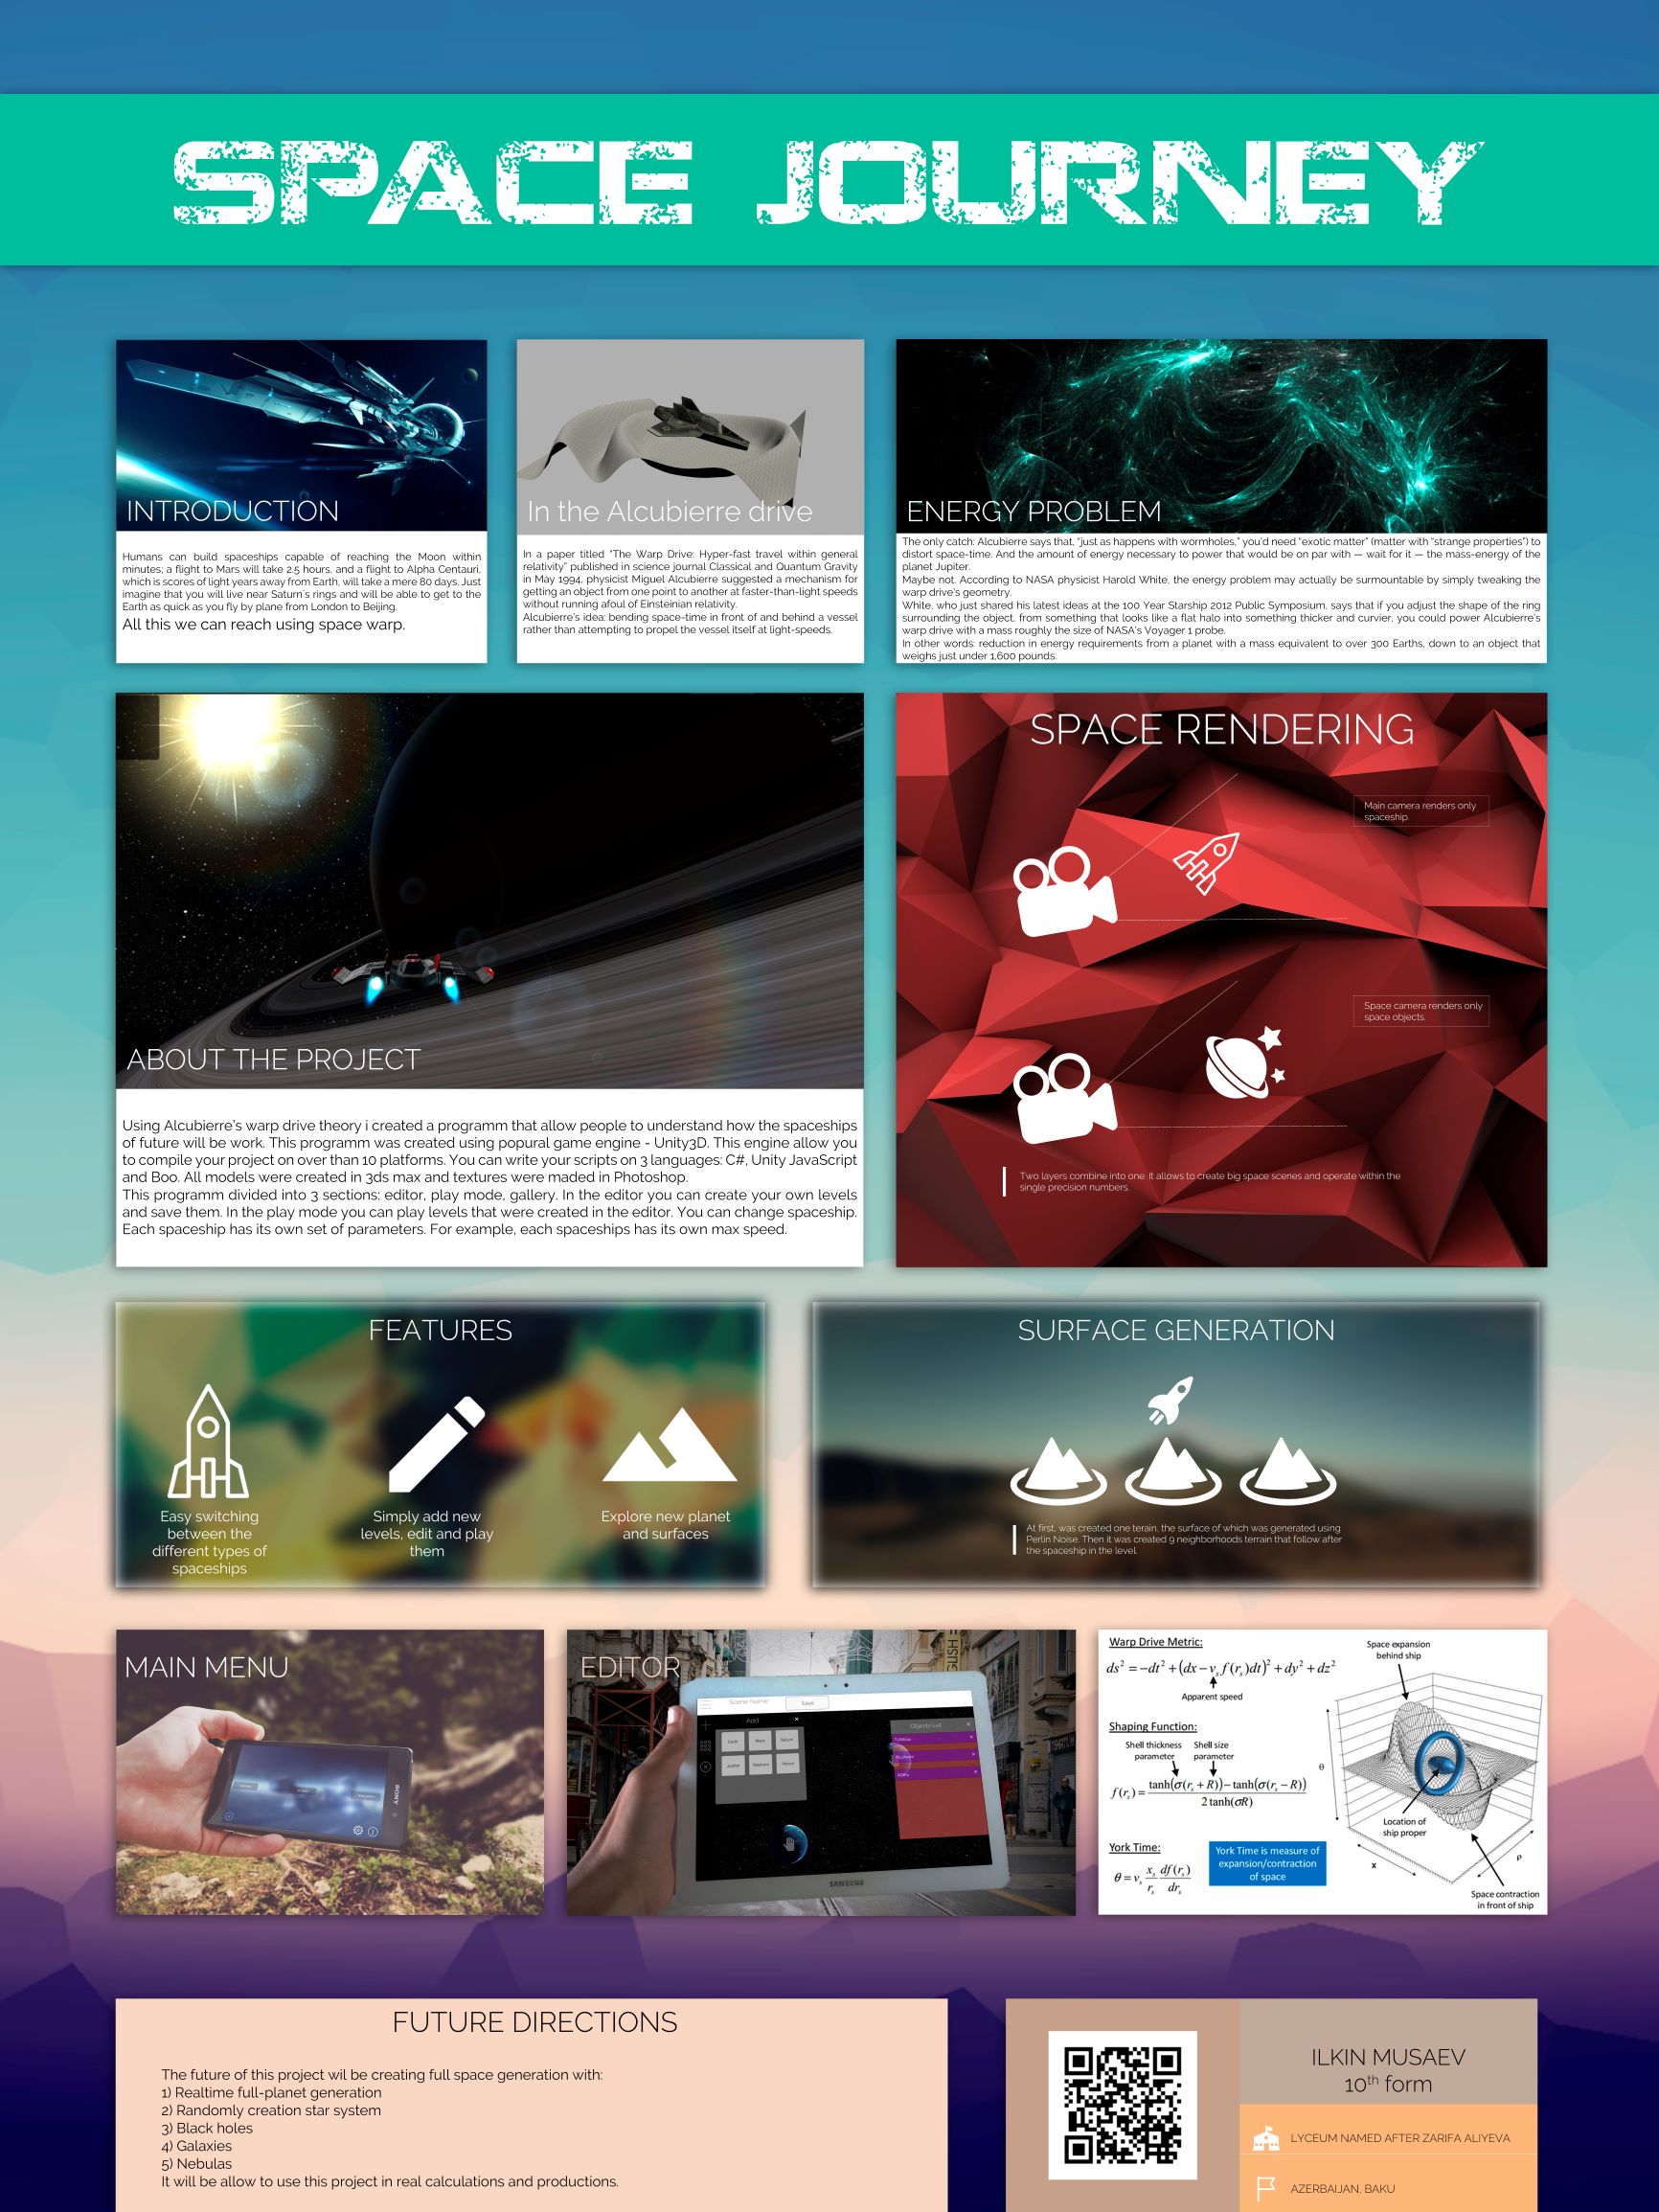 SPACE JOURNEY
INTRODUCTION
Humans can build spaceships capable of reaching the Moon within
minutes; a flight to Mars will take 2.5 hours, and a flight to Alpha Centauri,
which is scores of light years away from Earth, will take a mere 80 days. Just
imagine that you will live near Saturn's rings and will be able to get to the
Earth as quick as you fly by plane from London to Beijing.
All this we can reach using space warp.
In the Alcubierre drive
In a paper titled "The Warp Drive: Hyper-fast travel within general
relativity" published in science journal Classical and Quantum Gravity
in May 1994, physicist Miguel Alcubierre suggested a mechanism for
getting an object from one point to another at faster-than-light speeds
without running afoul of Einsteinian relativity.
Alcubierre's idea: bending space-time in front of and behind a vessel
rather than attempting to propel the vessel itself at light-speeds.
ENERGY PROBLEM
The only catch: Alcubierre says that, "just as happens with wormholes," you'd need "exotic matter" (matter with "strange properties") to
distort space-time. And the amount of energy necessary to power that would be on par with — wait for it — the mass-energy of the
planet Jupiter.
Maybe not. According to NASA physicist Harold White, the energy problem may actually be surmountable by simply tweaking the
warp drive's geometry.
White, who just shared his latest ideas at the 100 Year Starship 2012 Public Symposium, says that if you adjust the shape of the ring
surrounding the object, from something that looks like a flat halo into something thicker and curvier, you could power Alcubierre's
warp drive with a mass roughly the size of NASA's Voyager 1 probe.
In other words: reduction in energy requirements from a planet with a mass equivalent to over 300 Earths, down to an object that
weighs just under 1,600 pounds.
ABOUT THE PROJECT
Using Alcubierre's warp drive theory i created a programm that allow people to understand how the spaceships
of future will be work. This programm was created using popural game engine - Unity3D. This engine allow you
to compile your project on over than 10 platforms. You can write your scripts on 3 languages: C#, Unity JavaScript
and Boo. All models were created in 3ds max and textures were maded in Photoshop.
This programm divided into 3 sections: editor, play mode, gallery. In the editor you can create your own levels
and save them. In the play mode you can play levels that were created in the editor. You can change spaceship.
Each spaceship has its own set of parameters. For example, each spaceships has its own max speed.
SPACE RENDERING
Main camera renders only
spaceship.
Space camera renders only
space objects.
Two layers combine into one. It allows to create big space scenes and operate within the
single precision numbers.
FEATURES
Easy switching
between the
different types of
spaceships
Simply add new
levels, edit and play
them
Explore new planet
and surfaces
SURFACE GENERATION
At first, was created one terain, the surface of which was generated using
Perlin Noise. Then it was created 9 neighborhoods terrain that follow after
the spaceship in the level.
MAIN MENU
SONY
EDITOR
Scene Name
Save
Add
Objects List
Earth
Saturn
Jupiter
Neptune
Venus
SAMSUNG
Warp Drive Metric:
ds² = −dt² + (dx − vₛ f(rₛ)dt)² + dy² + dz²
Apparent speed
Shaping Function:
Shell thickness parameter
Shell size parameter
f(rₛ) = tanh(σ(rₛ + R)) − tanh(σ(rₛ − R)) / 2 tanh(σR)
York Time:
θ = vₛ xₛ/rₛ df(rₛ)/drₛ
York Time is measure of
expansion/contraction
of space
Space expansion
behind ship
θ
Location of
ship proper
x
ρ
Space contraction
in front of ship
FUTURE DIRECTIONS
The future of this project wil be creating full space generation with:
1) Realtime full-planet generation
2) Randomly creation star system
3) Black holes
4) Galaxies
5) Nebulas
It will be allow to use this project in real calculations and productions.
ILKIN MUSAEV
10th form
LYCEUM NAMED AFTER ZARIFA ALIYEVA
AZERBAIJAN, BAKU